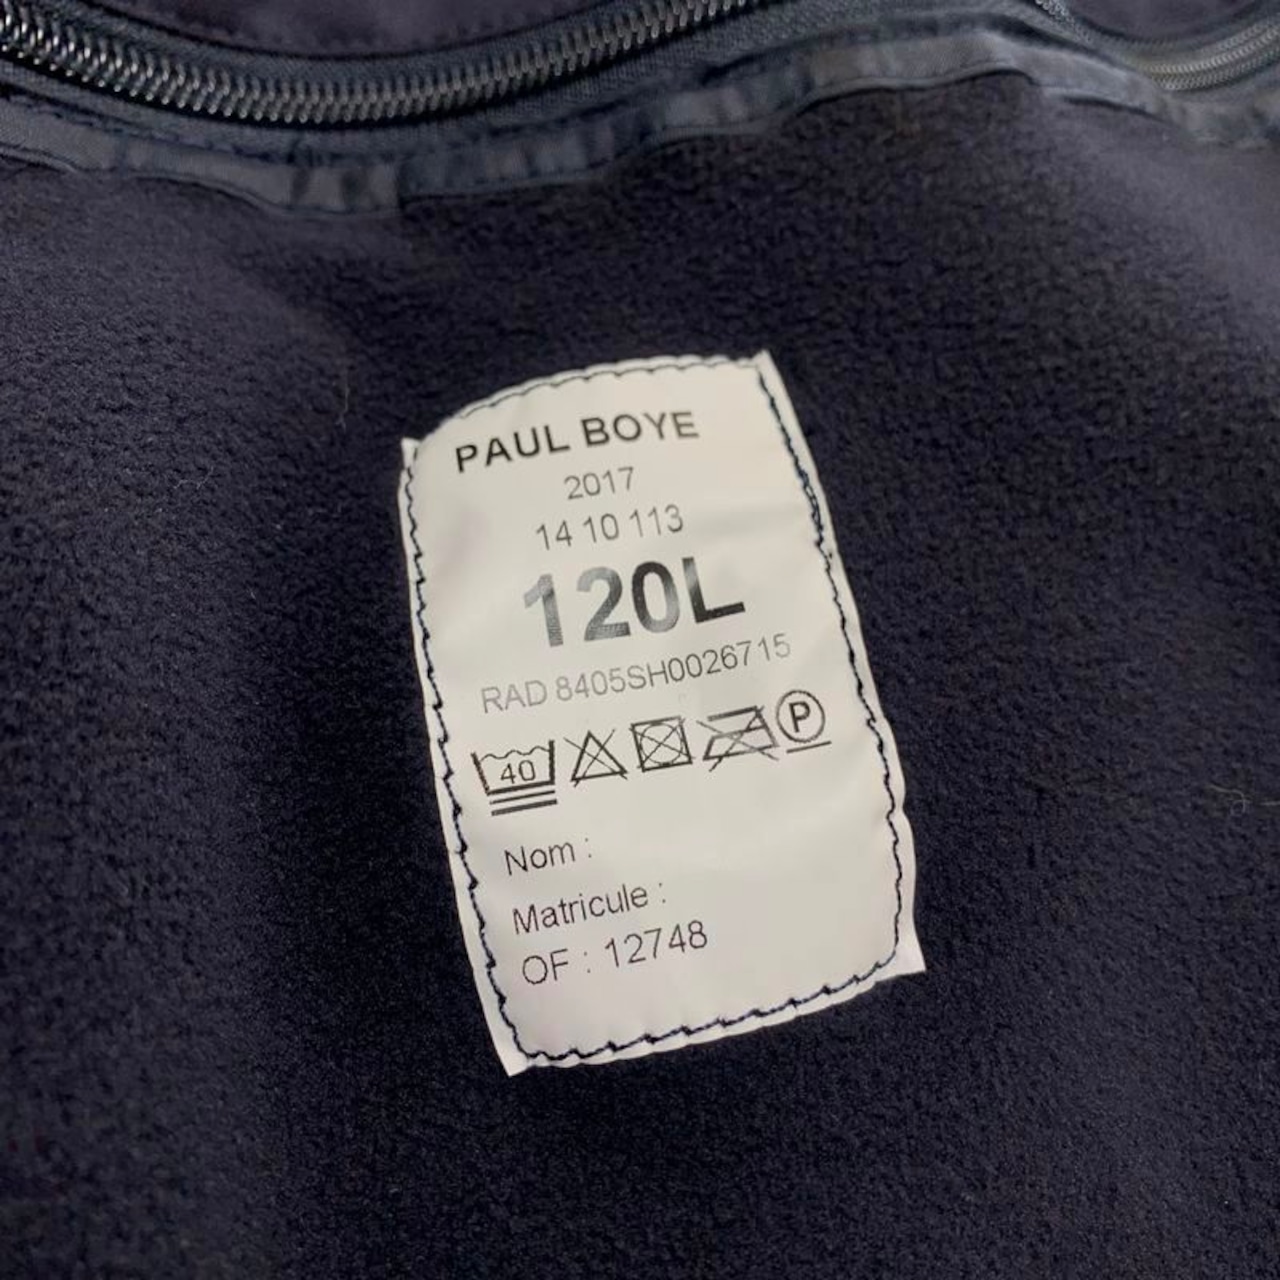 PAUL BOYE
2017
14 10 113
120L
RAD 8405SH0026715
40 P
Nom :
Matricule :
OF : 12748